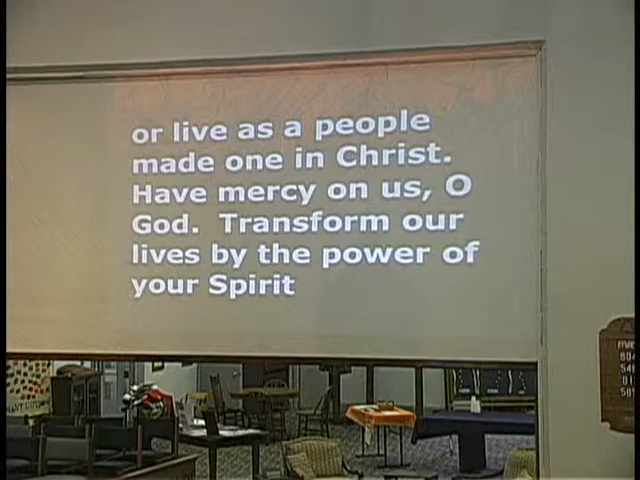 or live as a people
made one in Christ.
Have mercy on us, O
God. Transform our
lives by the power of
your Spirit